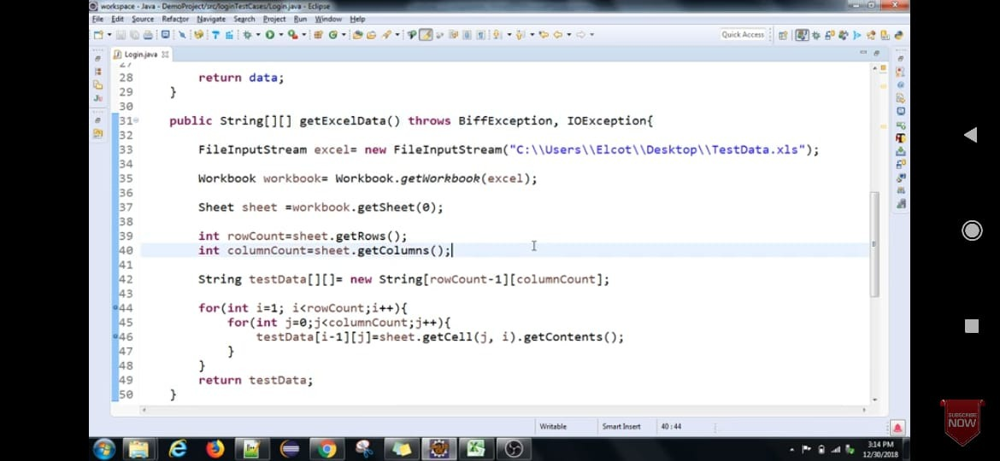 workspace - Java - DemoProject/src/loginTestCases/Login.java - Eclipse
File Edit Source Refactor Navigate Search Project Run Window Help
Quick Access
Login.java
27
28 return data;
29 }
30
31 public String[][] getExcelData() throws BiffException, IOException{
32
33 FileInputStream excel= new FileInputStream("C:\\Users\\Elcot\\Desktop\\TestData.xls");
34
35 Workbook workbook= Workbook.getWorkbook(excel);
36
37 Sheet sheet =workbook.getSheet(0);
38
39 int rowCount=sheet.getRows();
40 int columnCount=sheet.getColumns();
41
42 String testData[][]= new String[rowCount-1][columnCount];
43
44 for(int i=1; i<rowCount;i++){
45 for(int j=0;j<columnCount;j++){
46 testData[i-1][j]=sheet.getCell(j, i).getContents();
47 }
48 }
49 return testData;
50 }
Writable Smart Insert 40 : 44
SUBSCRIBE
NOW
3:14 PM
12/30/2018